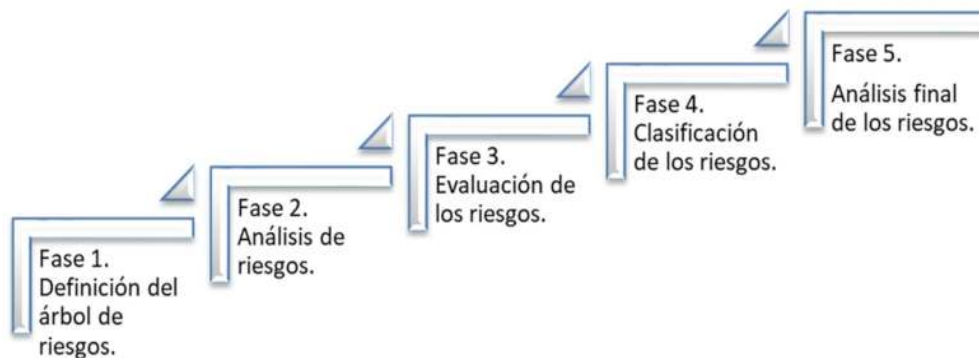 Fase 1.
Definición del
árbol de
riesgos.
Fase 2.
Análisis de
riesgos.
Fase 3.
Evaluación de
los riesgos.
Fase 4.
Clasificación
de los riesgos.
Fase 5.
Análisis final
de los riesgos.